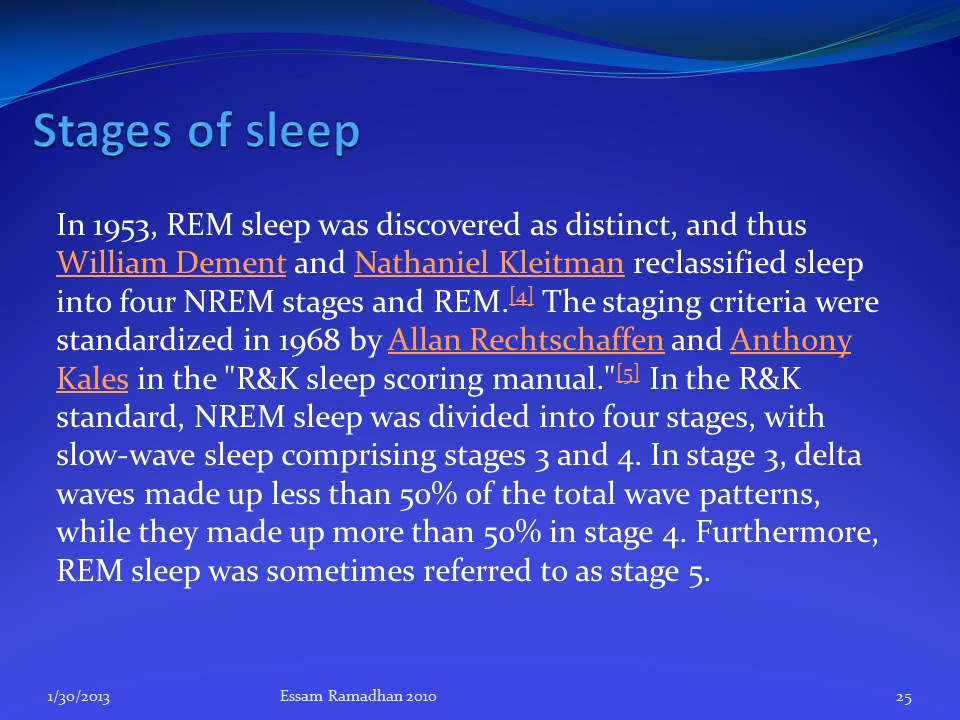 Stages of sleep
In 1953, REM sleep was discovered as distinct, and thus
William Dement and Nathaniel Kleitman reclassified sleep
into four NREM stages and REM.[4] The staging criteria were
standardized in 1968 by Allan Rechtschaffen and Anthony
Kales in the "R&K sleep scoring manual."[5] In the R&K
standard, NREM sleep was divided into four stages, with
slow-wave sleep comprising stages 3 and 4. In stage 3, delta
waves made up less than 50% of the total wave patterns,
while they made up more than 50% in stage 4. Furthermore,
REM sleep was sometimes referred to as stage 5.
1/30/2013 Essam Ramadhan 2010 25